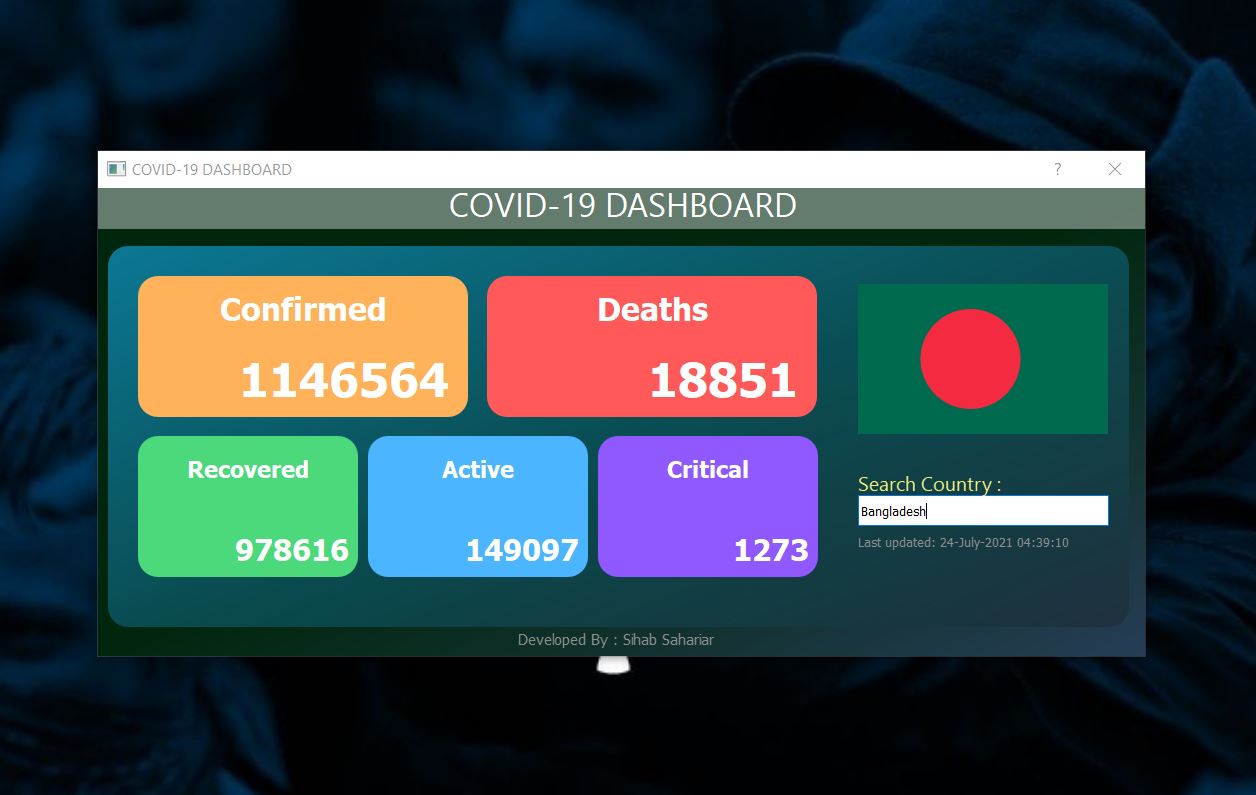 COVID-19 DASHBOARD
?
COVID-19 DASHBOARD
Confirmed
1146564
Deaths
18851
Recovered
978616
Active
149097
Critical
1273
Search Country :
Bangladesh
Last updated: 24-July-2021 04:39:10
Developed By : Sihab Sahariar